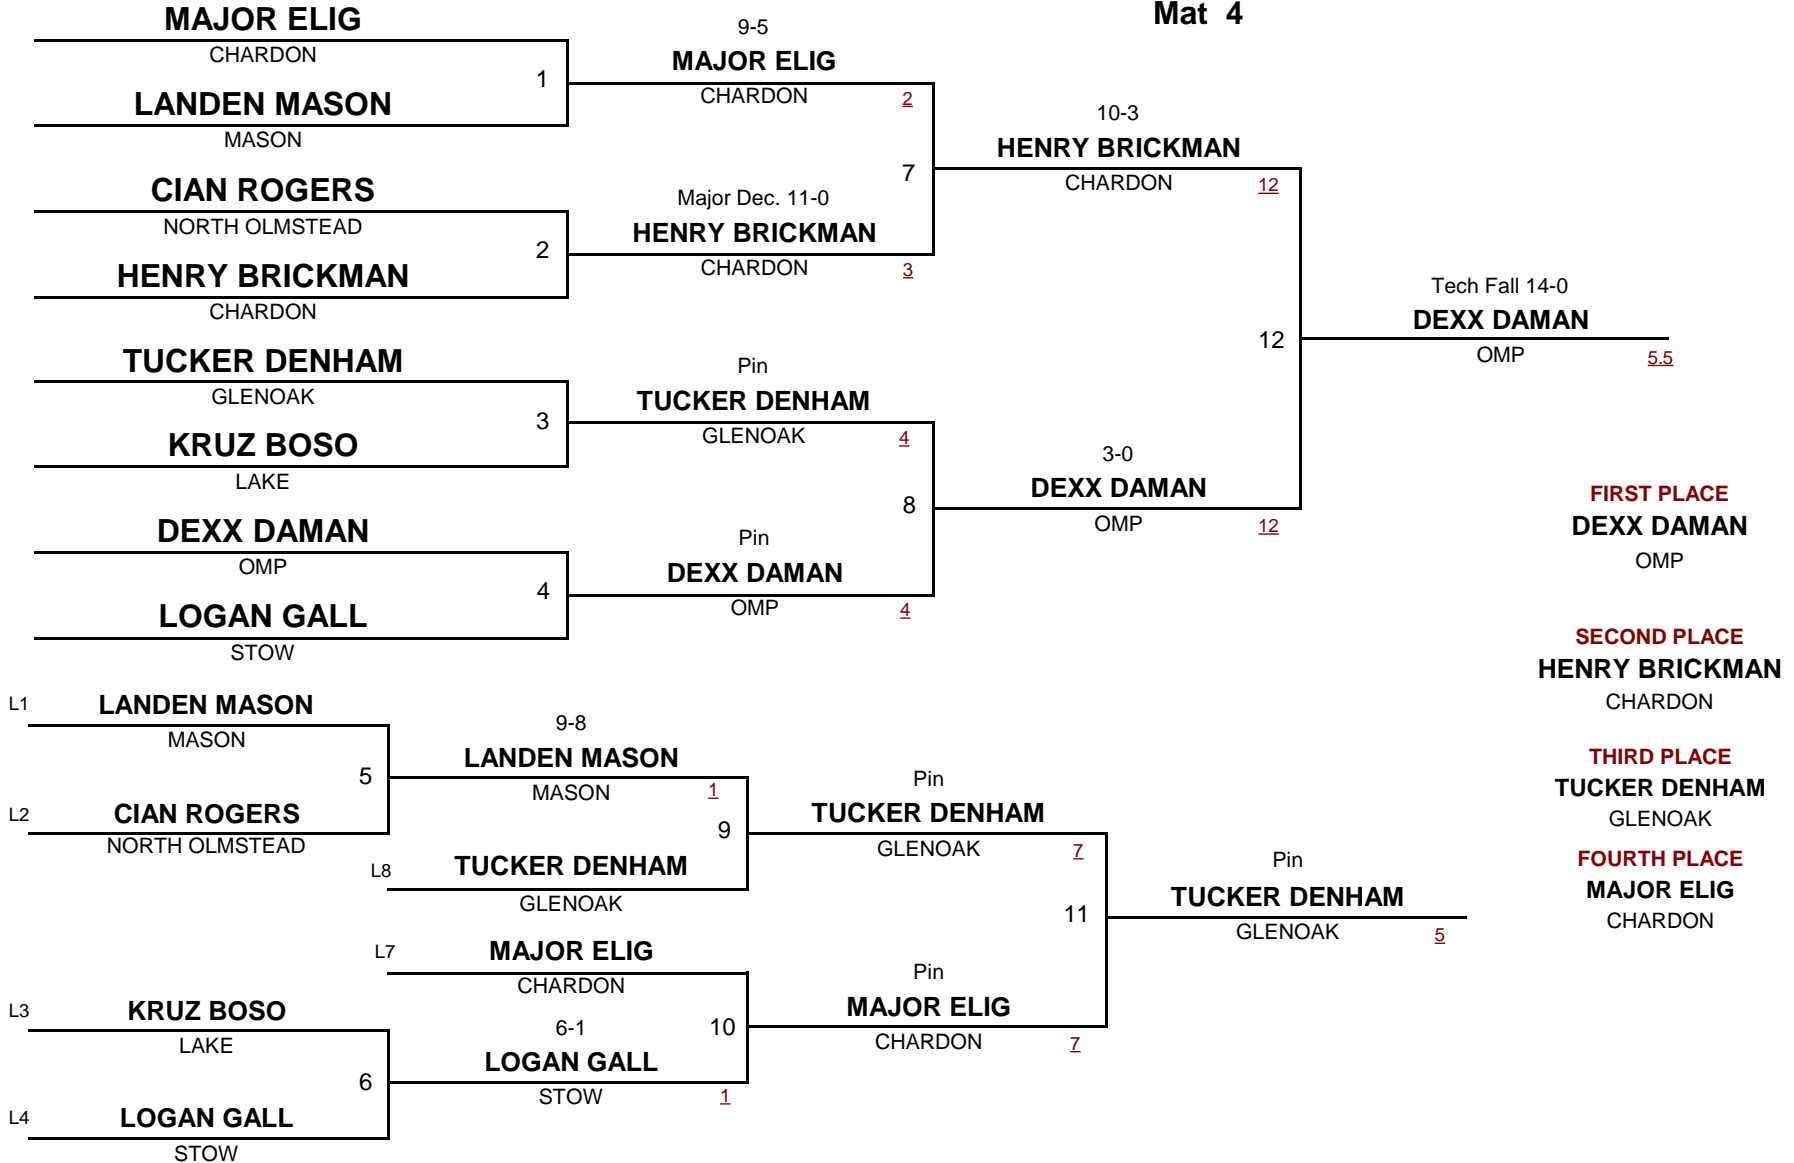 Mat 4
MAJOR ELIG
CHARDON
1
LANDEN MASON
MASON
9-5
MAJOR ELIG
CHARDON
2
CIAN ROGERS
NORTH OLMSTEAD
2
HENRY BRICKMAN
CHARDON
Major Dec. 11-0
HENRY BRICKMAN
CHARDON
3
7
10-3
HENRY BRICKMAN
CHARDON
12
TUCKER DENHAM
GLENOAK
3
KRUZ BOSO
LAKE
Pin
TUCKER DENHAM
GLENOAK
4
DEXX DAMAN
OMP
4
LOGAN GALL
STOW
Pin
DEXX DAMAN
OMP
4
8
3-0
DEXX DAMAN
OMP
12
12
Tech Fall 14-0
DEXX DAMAN
OMP
5.5
FIRST PLACE
DEXX DAMAN
OMP
SECOND PLACE
HENRY BRICKMAN
CHARDON
THIRD PLACE
TUCKER DENHAM
GLENOAK
FOURTH PLACE
MAJOR ELIG
CHARDON
L1
LANDEN MASON
MASON
5
L2
CIAN ROGERS
NORTH OLMSTEAD
9-8
LANDEN MASON
MASON
1
9
L8
TUCKER DENHAM
GLENOAK
Pin
TUCKER DENHAM
GLENOAK
7
L7
MAJOR ELIG
CHARDON
L3
KRUZ BOSO
LAKE
6
L4
LOGAN GALL
STOW
6-1
LOGAN GALL
STOW
1
10
Pin
MAJOR ELIG
CHARDON
7
11
Pin
TUCKER DENHAM
GLENOAK
5